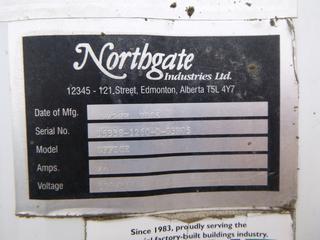 Northgate
Industries Ltd.
12345 - 121, Street, Edmonton, Alberta T5L 4Y7
Date of Mfg.
Serial No.
Model OFFICE
Amps.
Voltage
Since 1983, proudly serving the
factory-built buildings industry.